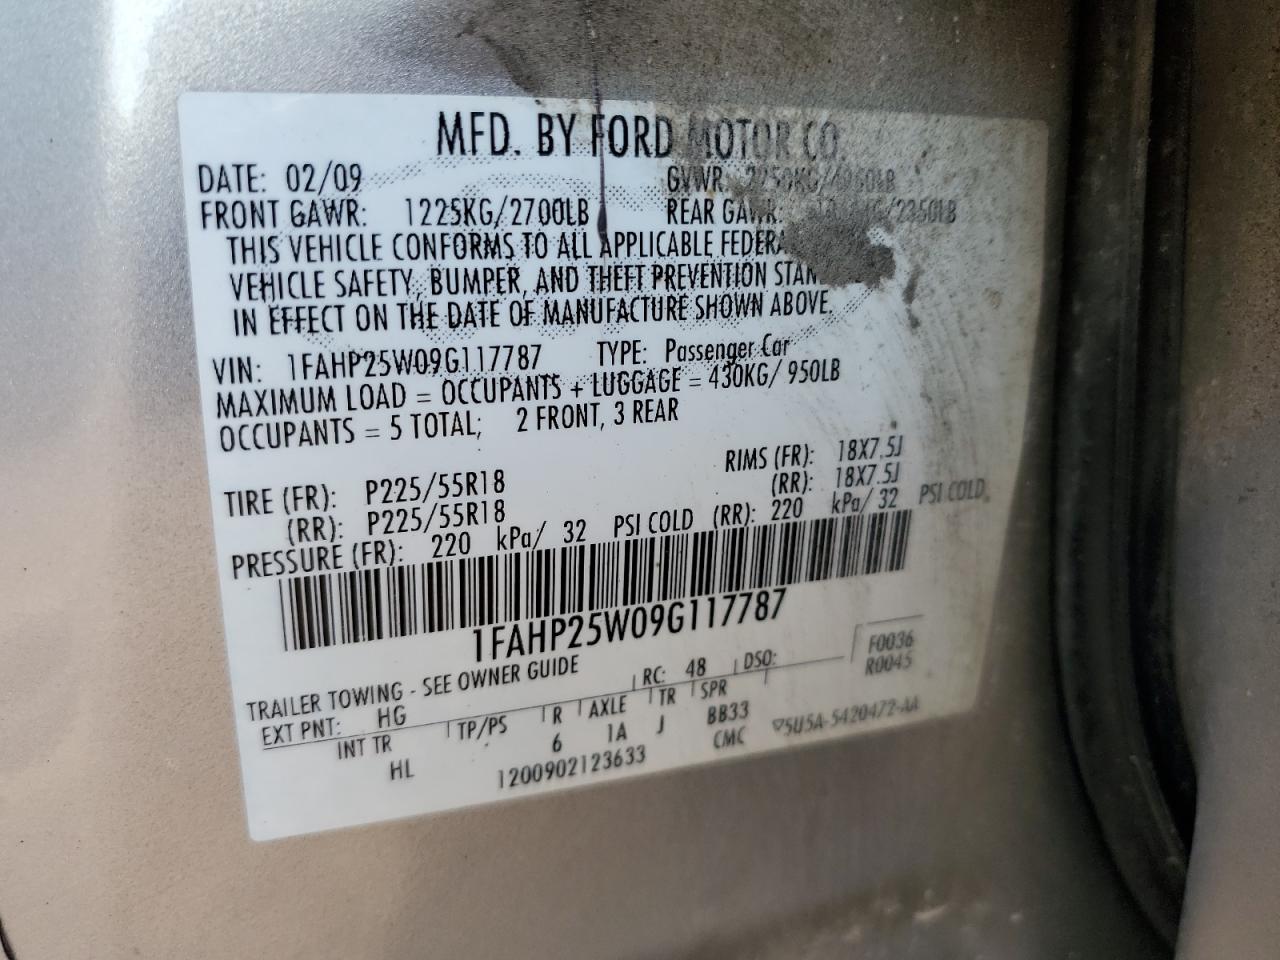 MFD. BY FORD MOTOR CO.
DATE: 02/09 GVWR:
FRONT GAWR: 1225KG/2700LB REAR GAWR:
THIS VEHICLE CONFORMS TO ALL APPLICABLE
VEHICLE SAFETY, BUMPER, AND THEFT PREVENTION
IN EFFECT ON THE DATE OF MANUFACTURE SHOWN ABOVE.
VIN: 1FAHP25W09G117787 TYPE: Passenger Car
MAXIMUM LOAD = OCCUPANTS + LUGGAGE = 430KG/ 950LB
OCCUPANTS = 5 TOTAL; 2 FRONT, 3 REAR
TIRE (FR): P225/55R18 RIMS (FR): 18X7.5J
(RR): P225/55R18 (RR): 18X7.5J
PRESSURE (FR): 220 kPa/ 32 PSI COLD (RR): 220 kPa/ 32 PSI COLD
1FAHP25W09G117787
TRAILER TOWING - SEE OWNER GUIDE RC: 48 DSO: F0036
R0045
EXT PNT: HG
INT TR TP/PS R AXLE TR SPR
HL 6 1A J BB33
1200902123633 CMC 5U5A-5420472-AA